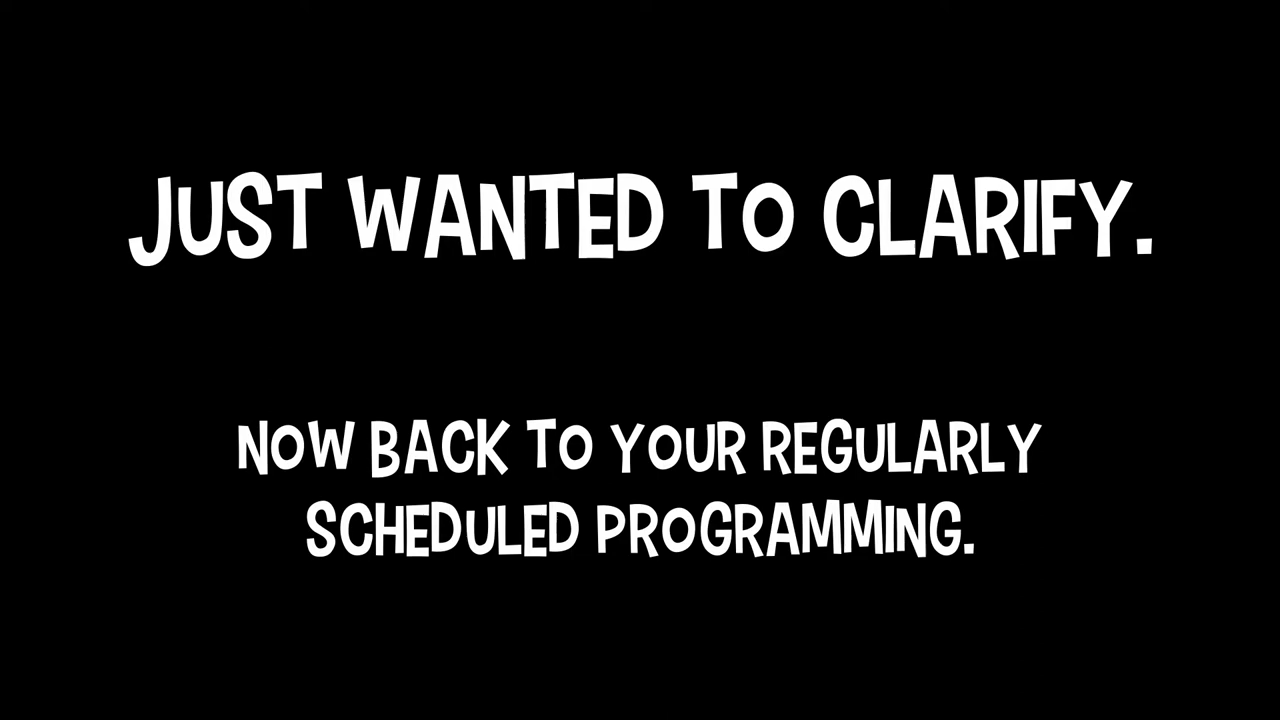 JUST WANTED TO CLARIFY.
NOW BACK TO YOUR REGULARLY
SCHEDULED PROGRAMMING.